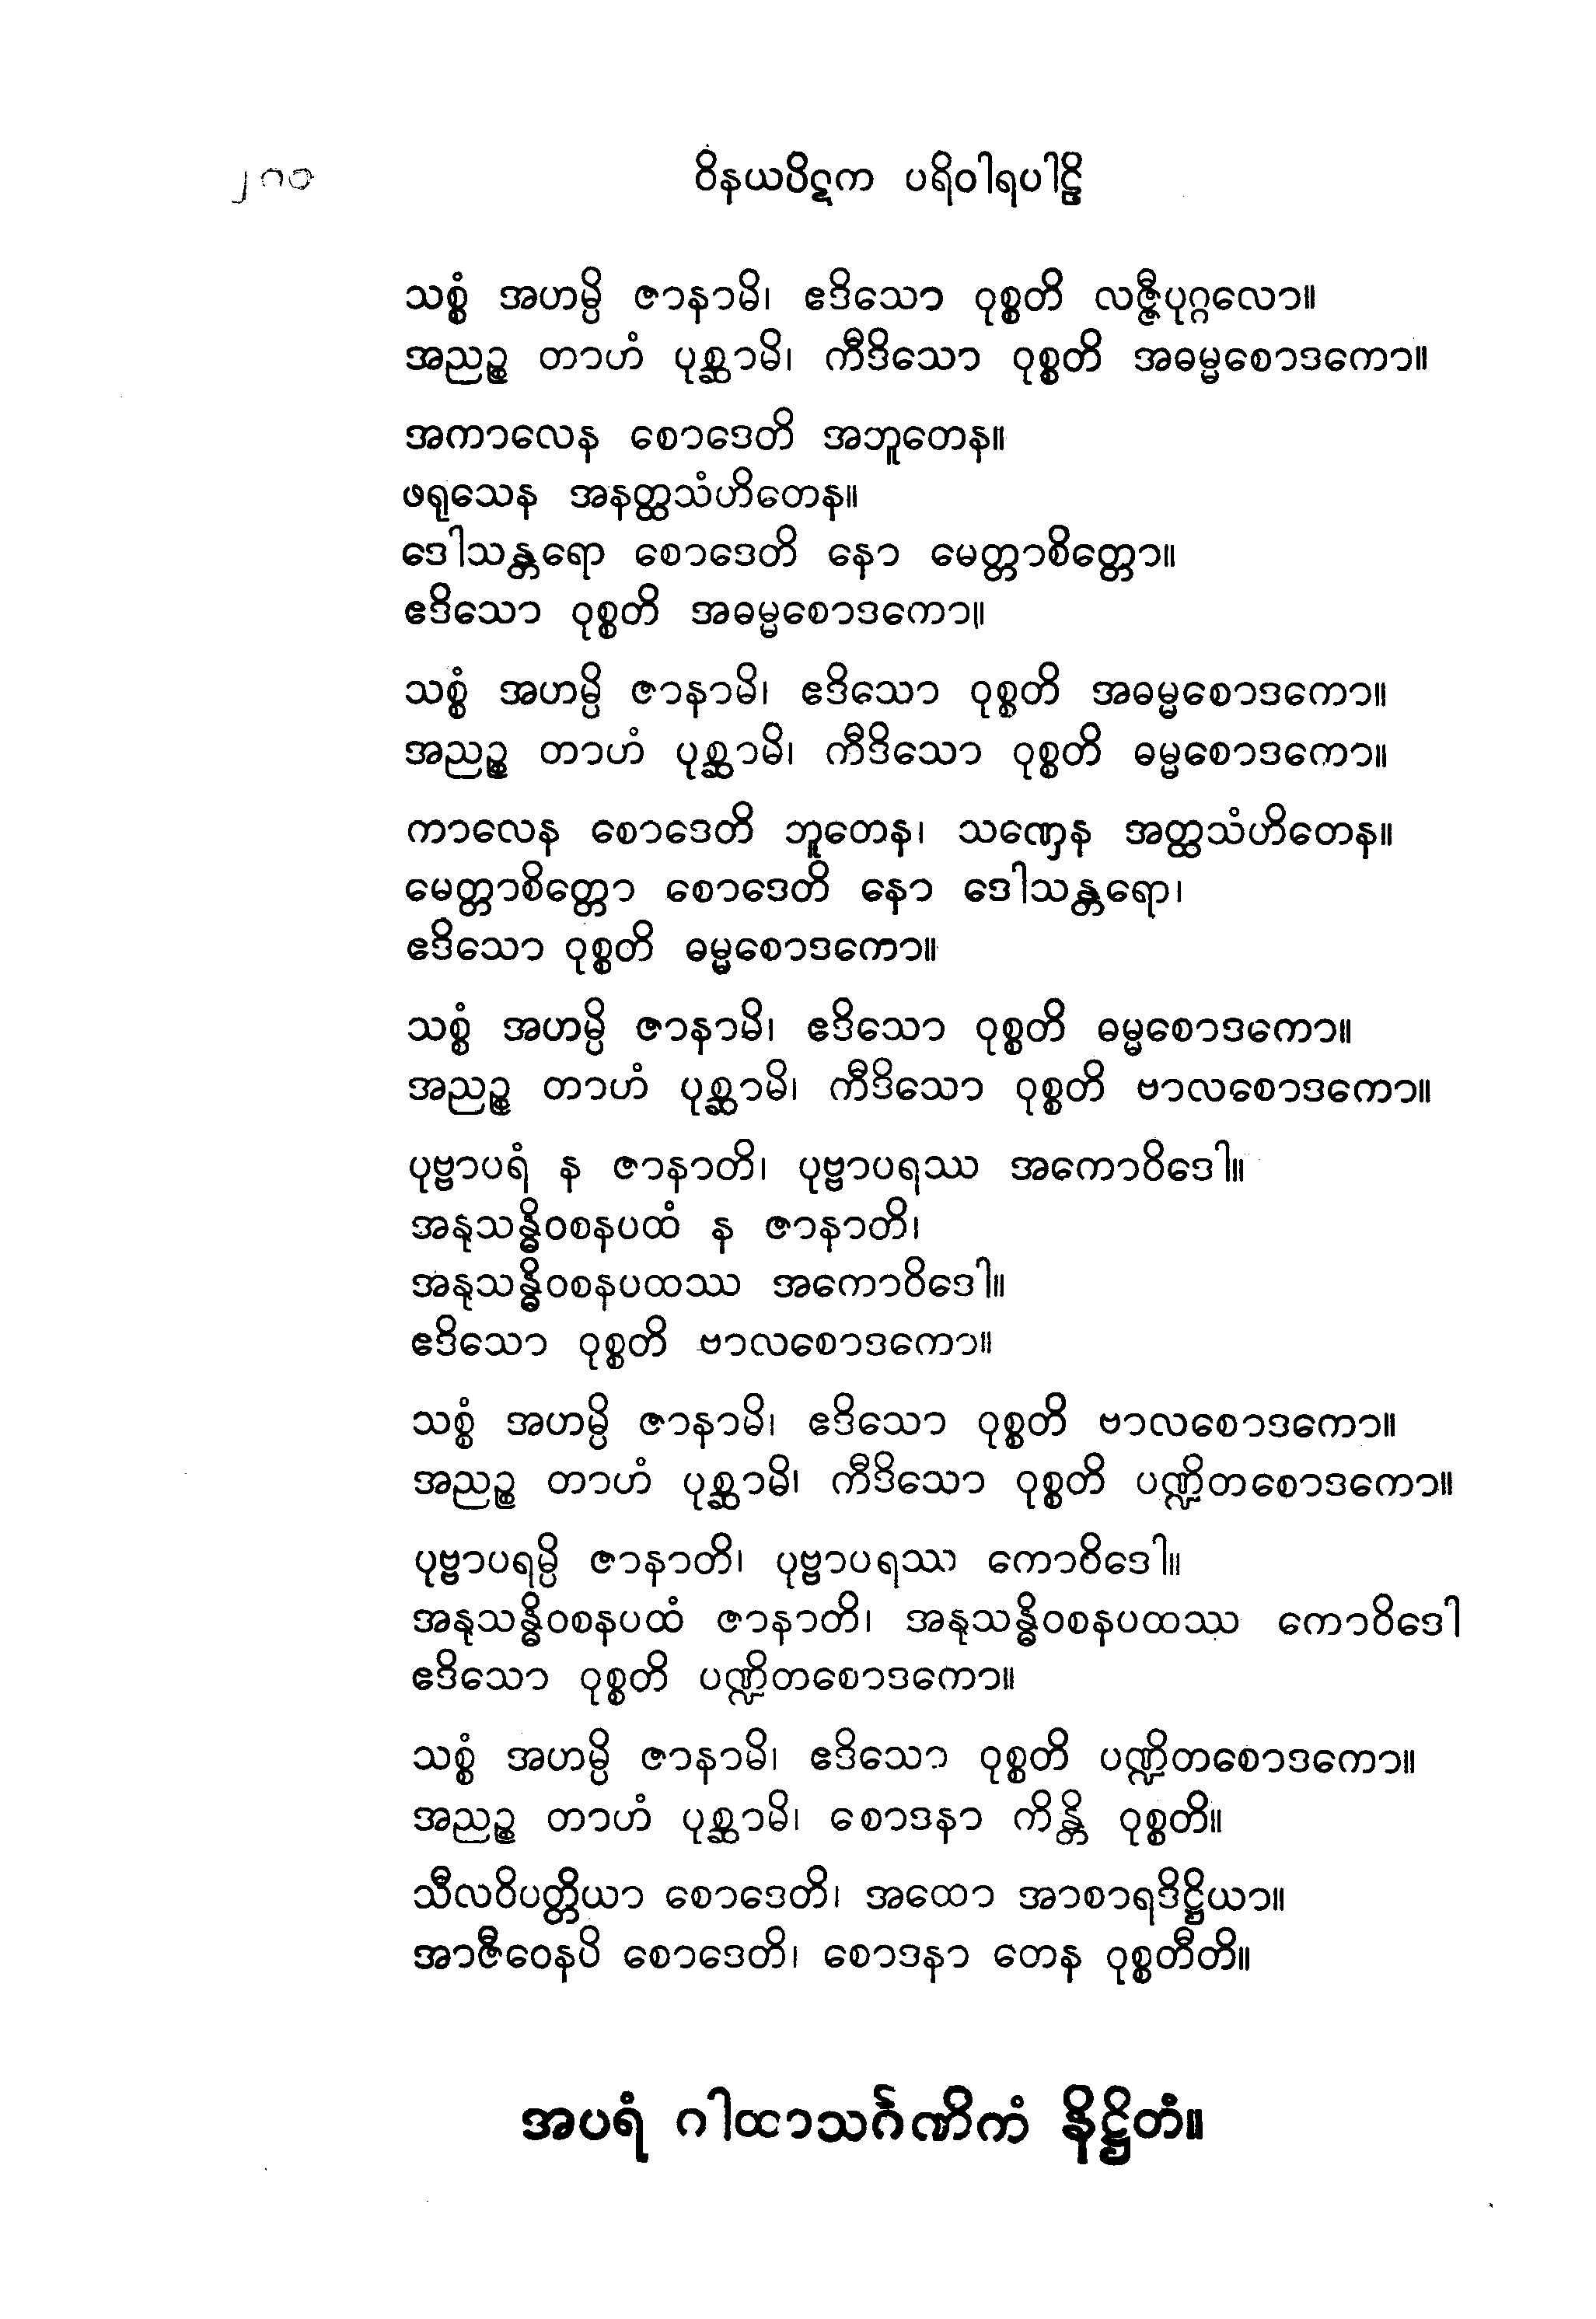 ၂၈၀ ဝိနယပိဋက ပရိဝါရပါဠိ
သစ္စံ အဟမ္ပိ ဇာနာမိ၊ ဧဒိသော ဝုစ္စတိ လဇ္ဇီပုဂ္ဂလော။
အညဉ္စ တာဟံ ပုစ္ဆာမိ၊ ကီဒိသော ဝုစ္စတိ အဓမ္မစောဒကော။
အကာလေန စောဒေတိ အဘူတေန။
ဖရုသေန အနတ္ထသံဟိတေန။
ဒေါသန္တရော စောဒေတိ နော မေတ္တာစိတ္တော။
ဧဒိသော ဝုစ္စတိ အဓမ္မစောဒကော။
သစ္စံ အဟမ္ပိ ဇာနာမိ၊ ဧဒိသော ဝုစ္စတိ အဓမ္မစောဒကော။
အညဉ္စ တာဟံ ပုစ္ဆာမိ၊ ကီဒိသော ဝုစ္စတိ ဓမ္မစောဒကော။
ကာလေန စောဒေတိ ဘူတေန၊ သဏှေန အတ္ထသံဟိတေန။
မေတ္တာစိတ္တော စောဒေတိ နော ဒေါသန္တရော၊
ဧဒိသော ဝုစ္စတိ ဓမ္မစောဒကော။
သစ္စံ အဟမ္ပိ ဇာနာမိ၊ ဧဒိသော ဝုစ္စတိ ဓမ္မစောဒကော။
အညဉ္စ တာဟံ ပုစ္ဆာမိ၊ ကီဒိသော ဝုစ္စတိ ဗာလစောဒကော။
ပုဗ္ဗာပရံ န ဇာနာတိ၊ ပုဗ္ဗာပရဿ အကောဝိဒေါ။
အနုသန္ဓိဝစနပထံ န ဇာနာတိ၊
အနုသန္ဓိဝစနပထဿ အကောဝိဒေါ။
ဧဒိသော ဝုစ္စတိ ဗာလစောဒကော။
သစ္စံ အဟမ္ပိ ဇာနာမိ၊ ဧဒိသော ဝုစ္စတိ ဗာလစောဒကော။
အညဉ္စ တာဟံ ပုစ္ဆာမိ၊ ကီဒိသော ဝုစ္စတိ ပဏ္ဍိတစောဒကော။
ပုဗ္ဗာပရမ္ပိ ဇာနာတိ၊ ပုဗ္ဗာပရဿ ကောဝိဒေါ။
အနုသန္ဓိဝစနပထံ ဇာနာတိ၊ အနုသန္ဓိဝစနပထဿ ကောဝိဒေါ
ဧဒိသော ဝုစ္စတိ ပဏ္ဍိတစောဒကော။
သစ္စံ အဟမ္ပိ ဇာနာမိ၊ ဧဒိသော ဝုစ္စတိ ပဏ္ဍိတစောဒကော။
အညဉ္စ တာဟံ ပုစ္ဆာမိ၊ စောဒနာ ကိန္တိ ဝုစ္စတိ။
သီလဝိပတ္တိယာ စောဒေတိ၊ အထော အာစာရဒိဋ္ဌိယာ။
အာဇီဝေနပိ စောဒေတိ၊ စောဒနာ တေန ဝုစ္စတီတိ။
အပရံ ဂါထာသင်္ဂဏိကံ နိဋ္ဌိတံ။